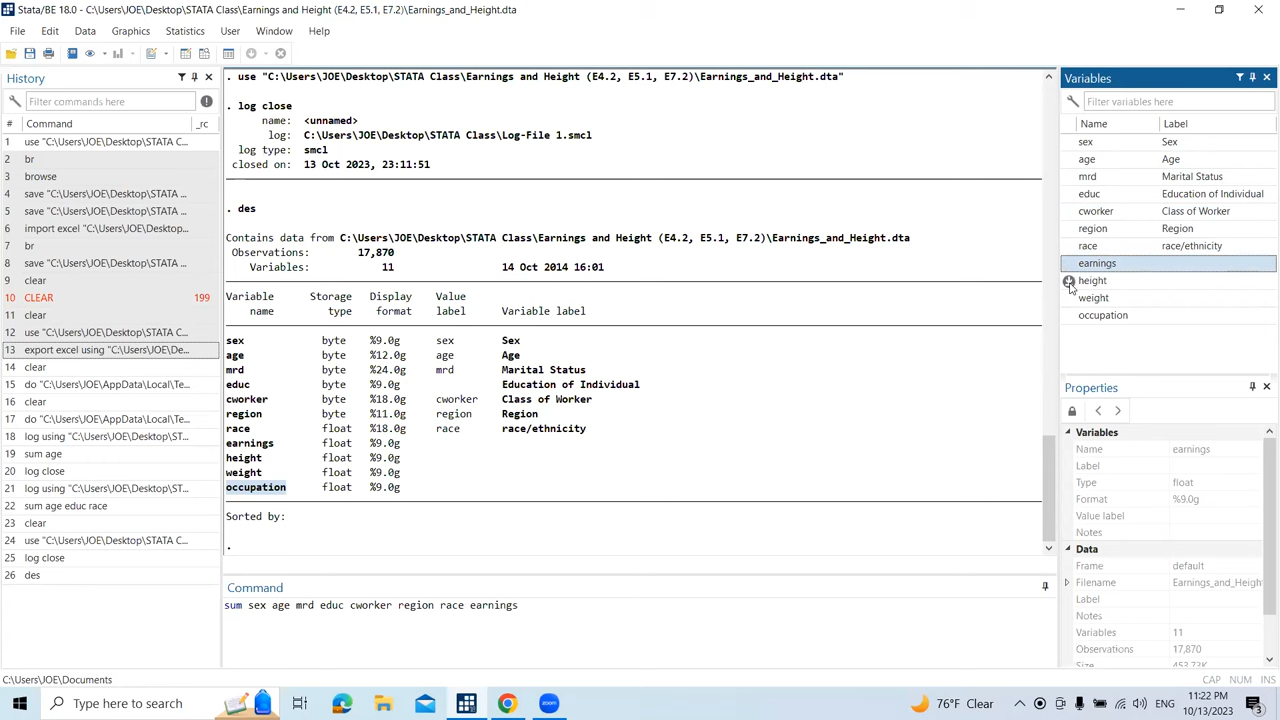 Stata/BE 18.0 - C:\Users\JOE\Desktop\STATA Class\Earnings and Height (E4.2, E5.1, E7.2)\Earnings_and_Height.dta
File Edit Data Graphics Statistics User Window Help
History
Filter commands here
# Command _rc
1 use "C:\Users\JOE\Desktop\STATA C...
2 br
3 browse
4 save "C:\Users\JOE\Desktop\STATA ...
5 save "C:\Users\JOE\Desktop\STATA ...
6 import excel "C:\Users\JOE\Desktop...
7 br
8 save "C:\Users\JOE\Desktop\STATA ...
9 clear
10 CLEAR 199
11 clear
12 use "C:\Users\JOE\Desktop\STATA C...
13 export excel using "C:\Users\JOE\De...
14 clear
15 do "C:\Users\JOE\AppData\Local\Te...
16 clear
17 do "C:\Users\JOE\AppData\Local\Te...
18 log using "C:\Users\JOE\Desktop\ST...
19 sum age
20 log close
21 log using "C:\Users\JOE\Desktop\ST...
22 sum age educ race
23 clear
24 use "C:\Users\JOE\Desktop\STATA C...
25 log close
26 des
. use "C:\Users\JOE\Desktop\STATA Class\Earnings and Height (E4.2, E5.1, E7.2)\Earnings_and_Height.dta"
. log close
name: <unnamed>
log: C:\Users\JOE\Desktop\STATA Class\Log-File 1.smcl
log type: smcl
closed on: 13 Oct 2023, 23:11:51
. des
Contains data from C:\Users\JOE\Desktop\STATA Class\Earnings and Height (E4.2, E5.1, E7.2)\Earnings_and_Height.dta
Observations: 17,870
Variables: 11 14 Oct 2014 16:01
Variable Storage Display Value
name type format label Variable label
sex byte %9.0g sex Sex
age byte %12.0g age Age
mrd byte %24.0g mrd Marital Status
educ byte %9.0g Education of Individual
cworker byte %18.0g cworker Class of Worker
region byte %11.0g region Region
race float %18.0g race race/ethnicity
earnings float %9.0g
height float %9.0g
weight float %9.0g
occupation float %9.0g
Sorted by:
.
Command
sum sex age mrd educ cworker region race earnings
Variables
Filter variables here
Name Label
sex Sex
age Age
mrd Marital Status
educ Education of Individual
cworker Class of Worker
region Region
race race/ethnicity
earnings
height
weight
occupation
Properties
Variables
Name earnings
Label
Type float
Format %9.0g
Value label
Notes
Data
Frame default
Filename Earnings_and_Height
Label
Notes
Variables 11
Observations 17,870
Size 453.73K
C:\Users\JOE\Documents
CAP NUM INS
Type here to search
zoom
76°F Clear
ENG
11:22 PM
10/13/2023
3